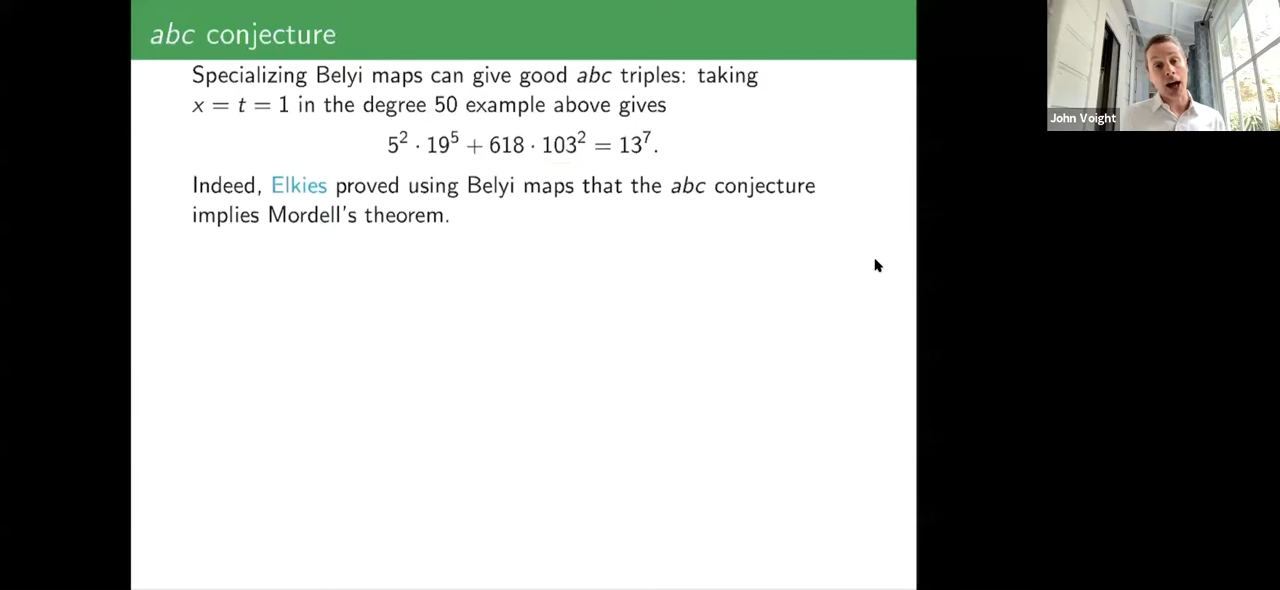 abc conjecture
Specializing Belyi maps can give good abc triples: taking
x = t = 1 in the degree 50 example above gives
5² · 19⁵ + 618 · 103² = 13⁷.
Indeed, Elkies proved using Belyi maps that the abc conjecture
implies Mordell's theorem.
John Voight